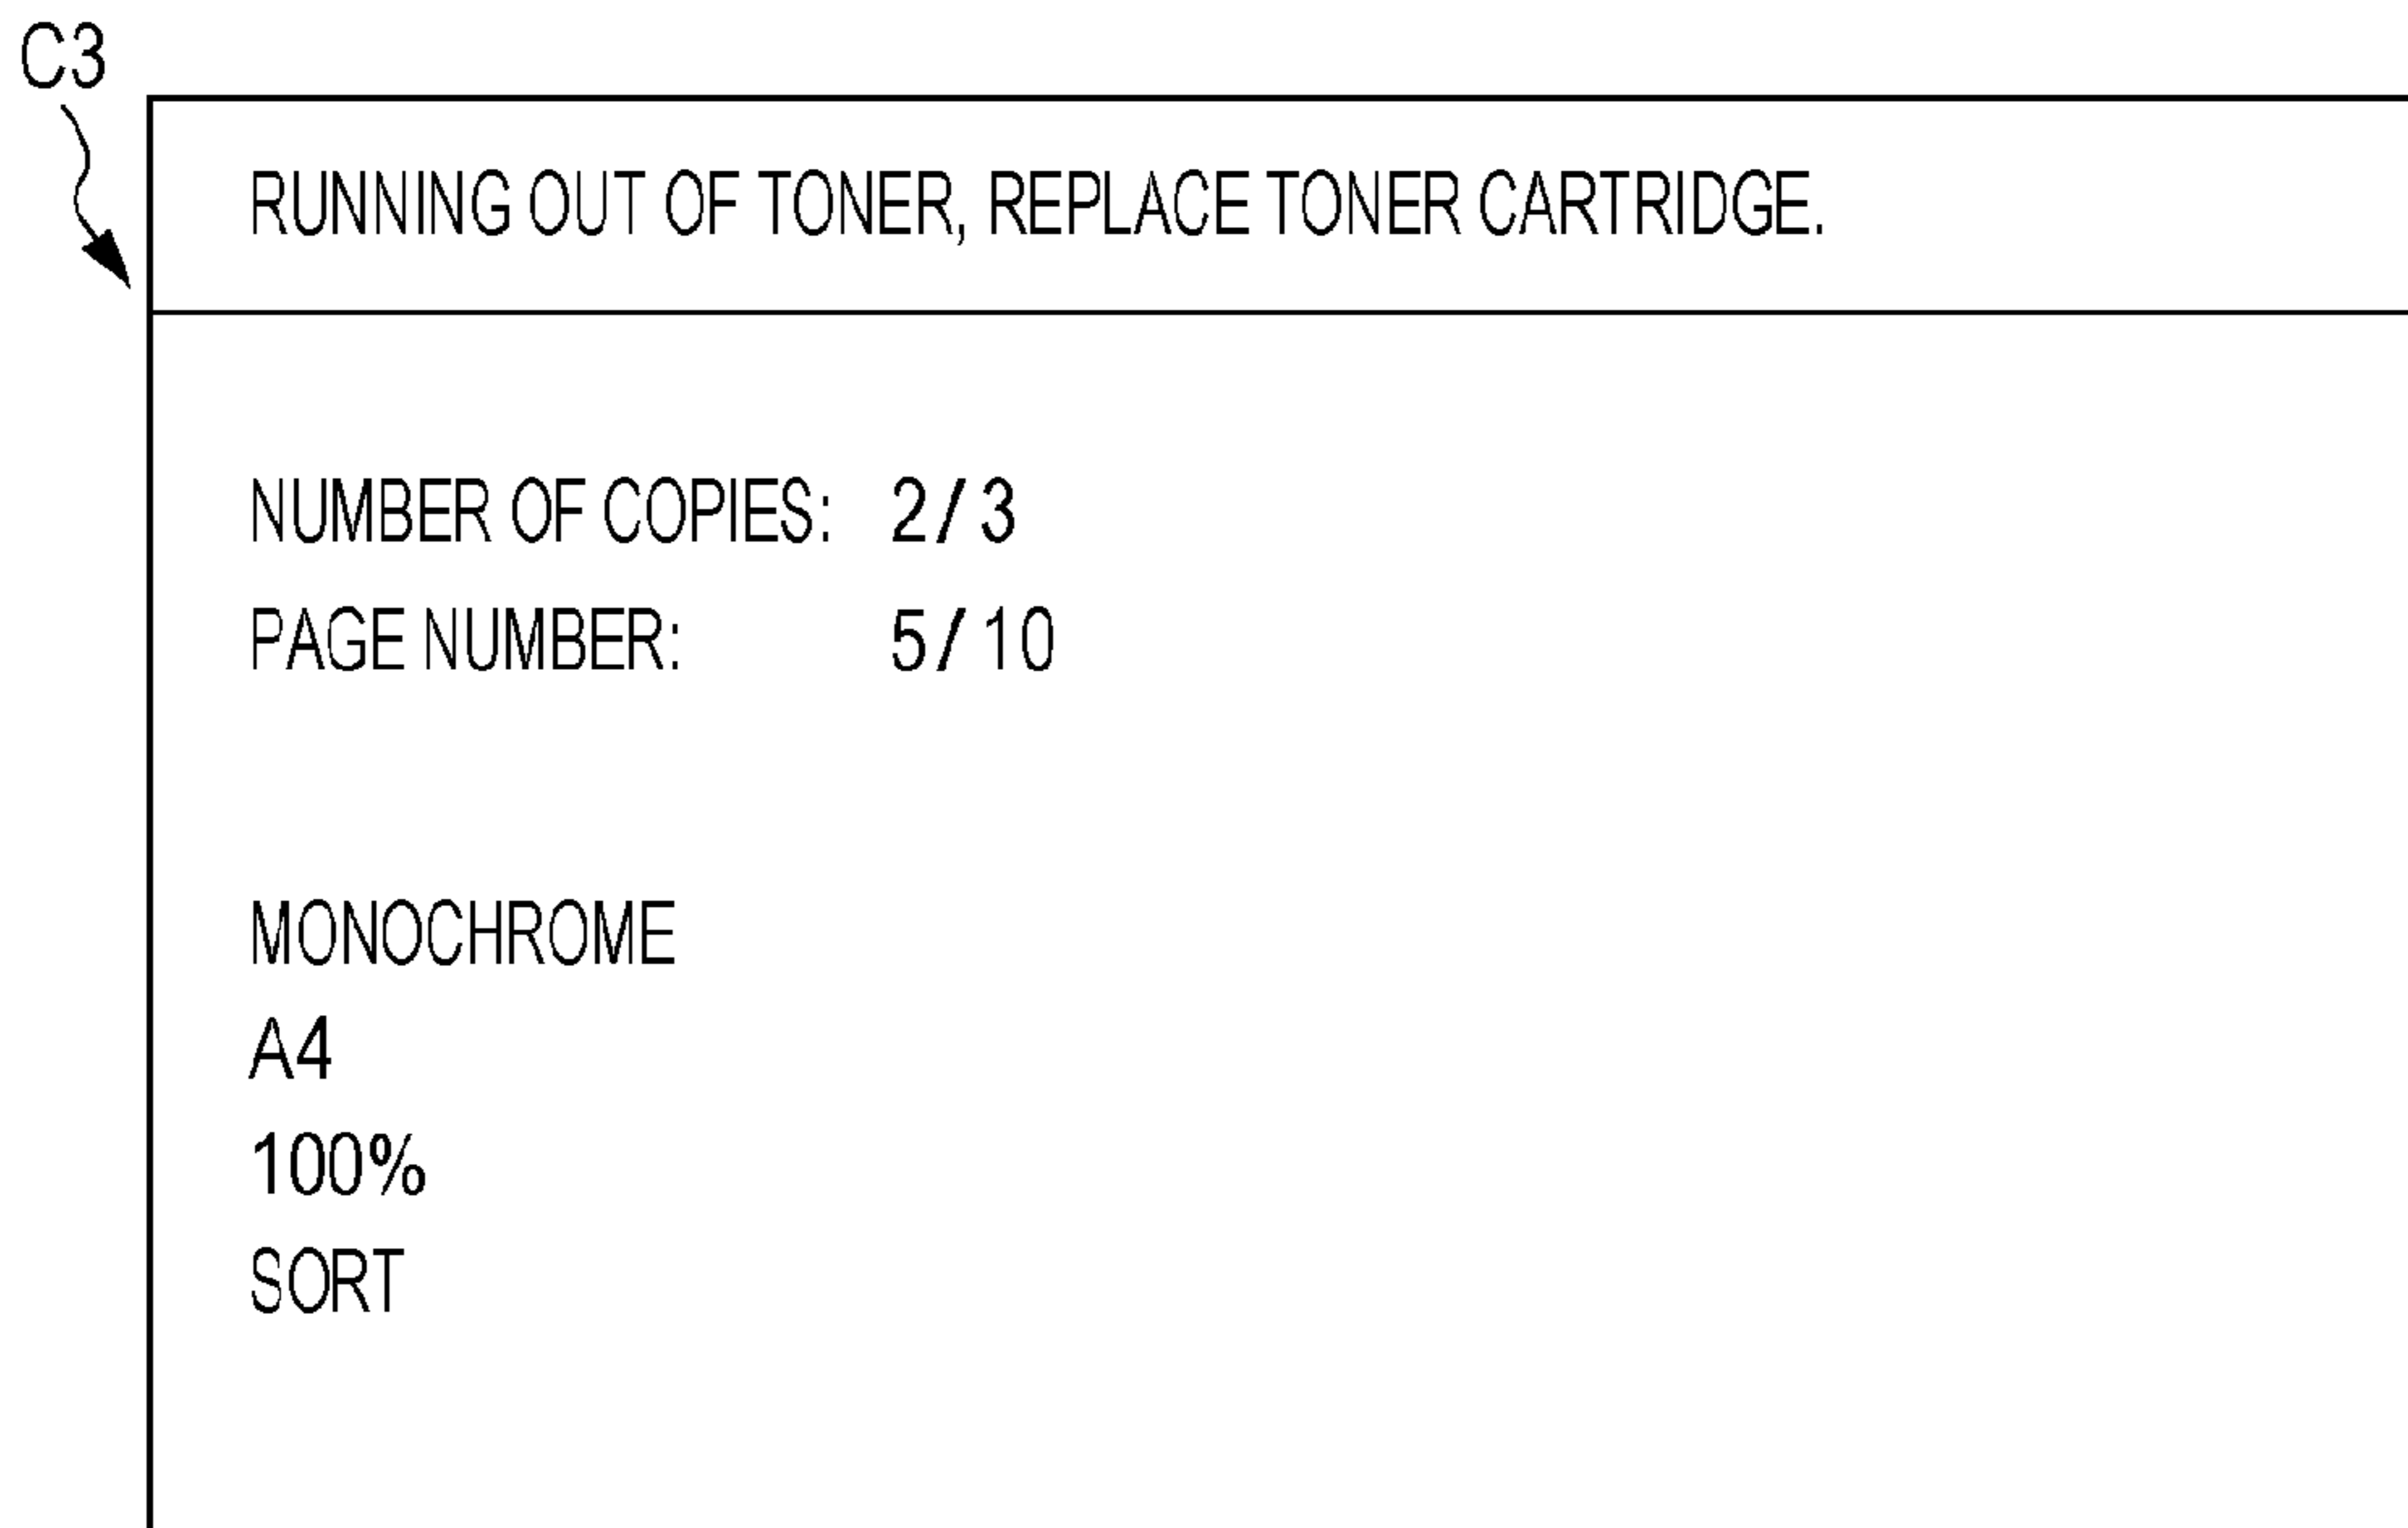 C3
RUNNING OUT OF TONER, REPLACE TONER CARTRIDGE.
NUMBER OF COPIES: 2/3
PAGE NUMBER: 5/10
MONOCHROME
A4
100%
SORT